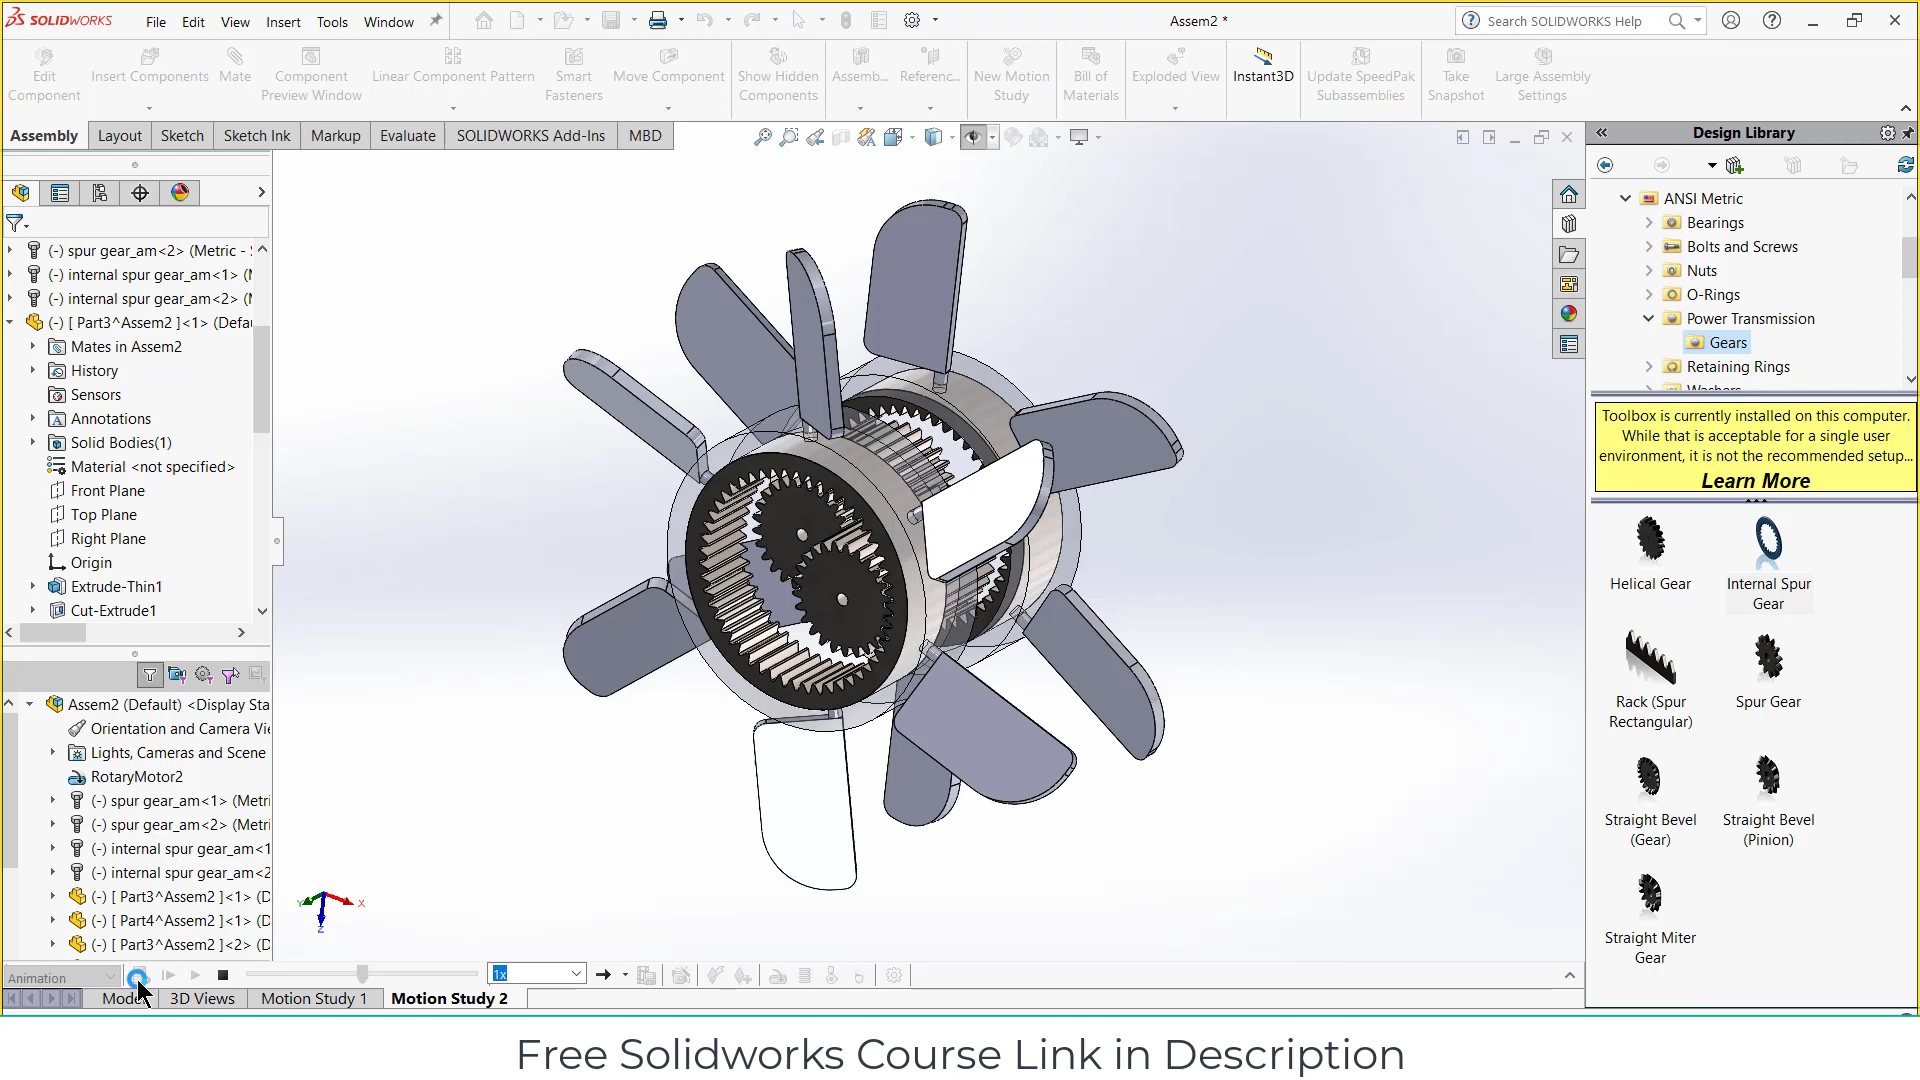 SOLIDWORKS File Edit View Insert Tools Window Assem2 * Search SOLIDWORKS Help
Edit Component
Insert Components
Mate
Component Preview Window
Linear Component Pattern
Smart Fasteners
Move Component
Show Hidden Components
Assemb...
Referenc...
New Motion Study
Bill of Materials
Exploded View
Instant3D
Update SpeedPak Subassemblies
Take Snapshot
Large Assembly Settings
Assembly Layout Sketch Sketch Ink Markup Evaluate SOLIDWORKS Add-Ins MBD
(-) spur gear_am<2> (Metric -
(-) internal spur gear_am<1>
(-) internal spur gear_am<2>
(-) [ Part3^Assem2 ]<1> (Defau
Mates in Assem2
History
Sensors
Annotations
Solid Bodies(1)
Material <not specified>
Front Plane
Top Plane
Right Plane
Origin
Extrude-Thin1
Cut-Extrude1
Assem2 (Default) <Display Sta
Orientation and Camera Vie
Lights, Cameras and Scene
RotaryMotor2
(-) spur gear_am<1> (Metri
(-) spur gear_am<2> (Metri
(-) internal spur gear_am<1
(-) internal spur gear_am<2
(-) [ Part3^Assem2 ]<1> (D
(-) [ Part4^Assem2 ]<1> (D
(-) [ Part3^Assem2 ]<2> (D
Y X
Z
Animation 1x
Model 3D Views Motion Study 1 Motion Study 2
Design Library
ANSI Metric
Bearings
Bolts and Screws
Nuts
O-Rings
Power Transmission
Gears
Retaining Rings
Washers
Toolbox is currently installed on this computer.
While that is acceptable for a single user
environment, it is not the recommended setup...
Learn More
Helical Gear
Internal Spur Gear
Rack (Spur Rectangular)
Spur Gear
Straight Bevel (Gear)
Straight Bevel (Pinion)
Straight Miter Gear
Free Solidworks Course Link in Description